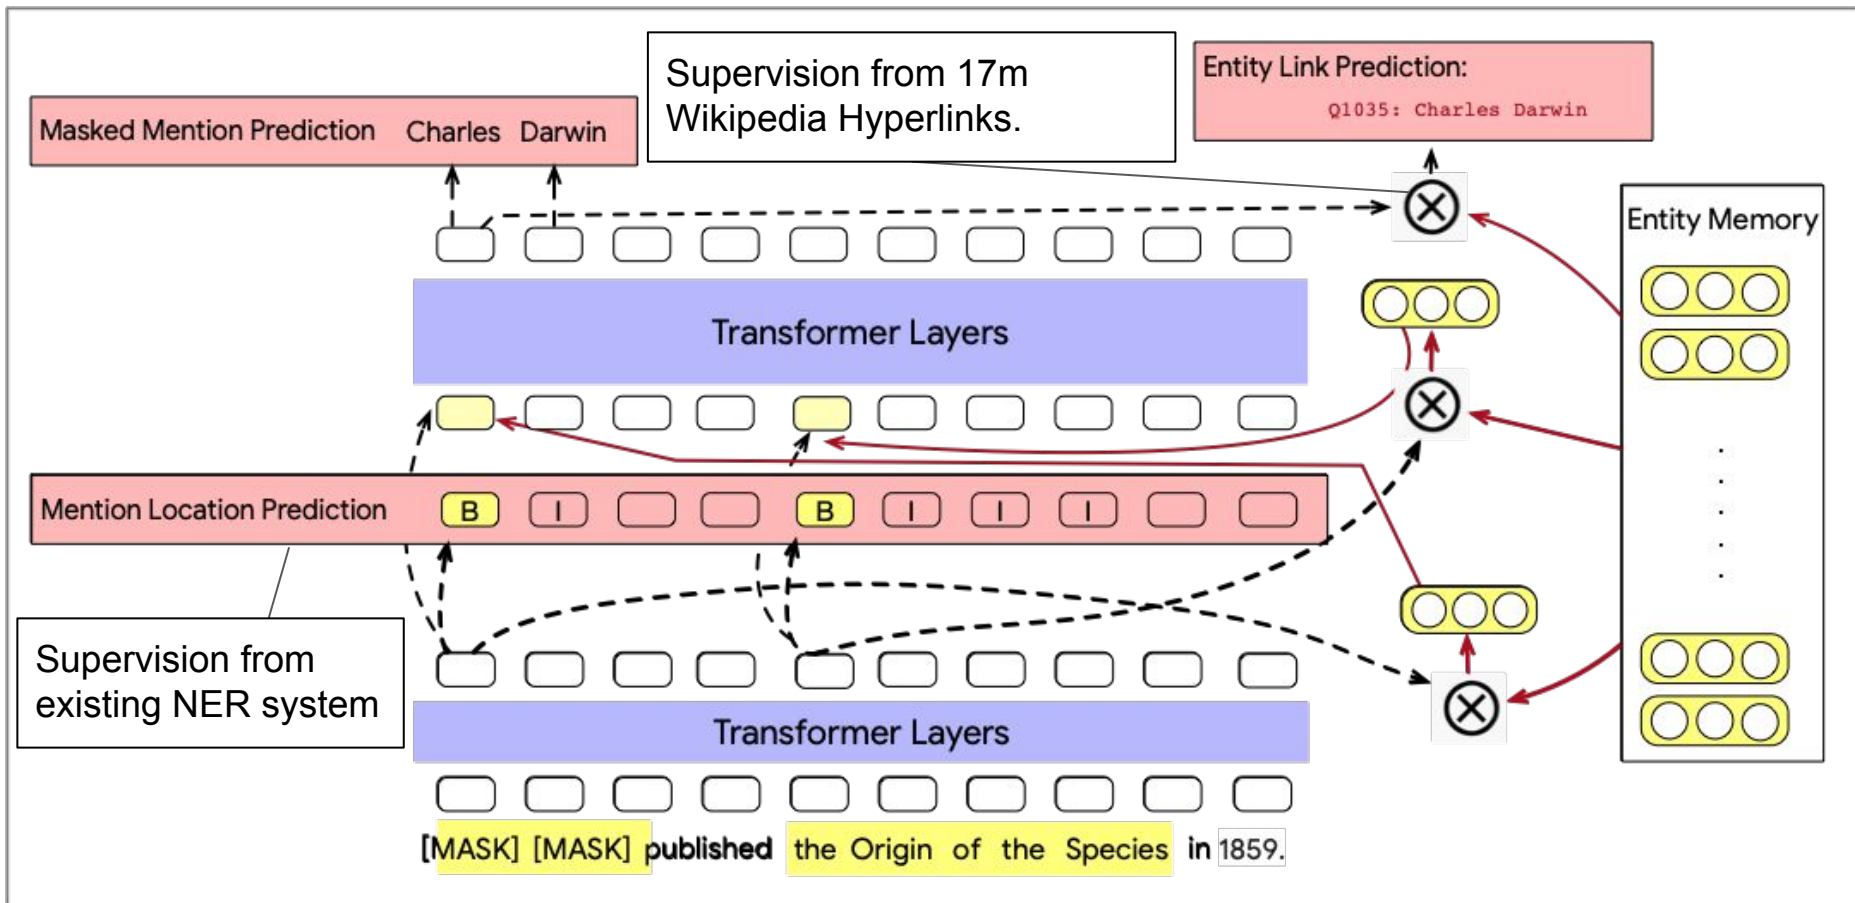 Supervision from 17m
Wikipedia Hyperlinks.
Entity Link Prediction:
Q1035: Charles Darwin
Masked Mention Prediction Charles Darwin
Entity Memory
Transformer Layers
Mention Location Prediction B I B I I I
Supervision from
existing NER system
Transformer Layers
[MASK] [MASK] published the Origin of the Species in 1859.